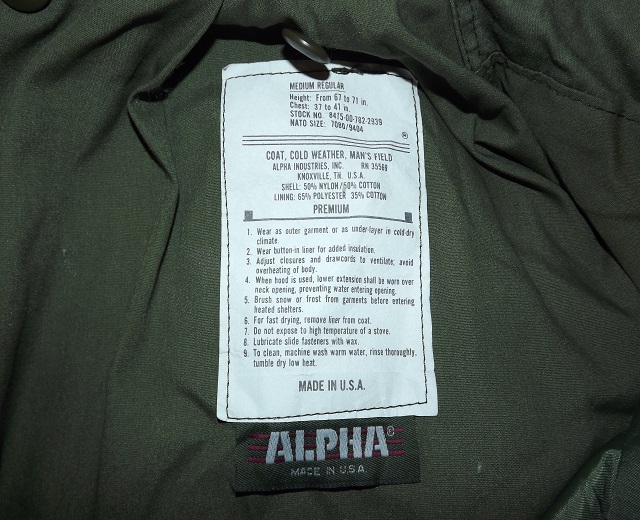 MEDIUM REGULAR
Height: From 67 to 71 in.
Chest: 37 to 41 in.
STOCK NO. 8415-00-782-2939
NATO SIZE: 7080/9404
®
COAT, COLD WEATHER, MAN'S FIELD
ALPHA INDUSTRIES, INC. RN 35569
KNOXVILLE, TN. U.S.A.
SHELL: 50% NYLON/50% COTTON
LINING: 65% POLYESTER 35% COTTON
PREMIUM
1. Wear as outer garment or as under-layer in cold-dry
climate.
2. Wear button-in liner for added insulation.
3. Adjust closures and drawcords to ventilate; avoid
overheating of body.
4. When hood is used, lower extension shall be worn over
neck opening, preventing water entering opening.
5. Brush snow or frost from garments before entering
heated shelters.
6. For fast drying, remove liner from coat.
7. Do not expose to high temperature of a stove.
8. Lubricate slide fasteners with wax.
9. To clean, machine wash warm water, rinse thoroughly,
tumble dry low heat.
MADE IN U.S.A.
ALPHA©
MADE IN U.S.A.